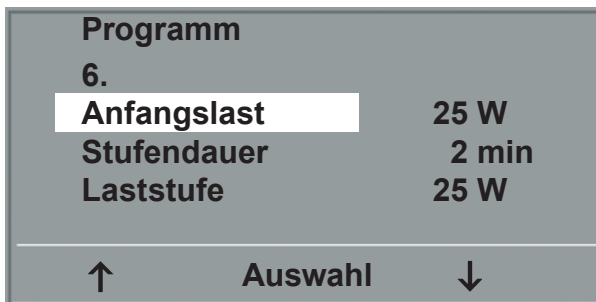 Programm
6.
Anfangslast 25 W
Stufendauer 2 min
Laststufe 25 W
↑ Auswahl ↓